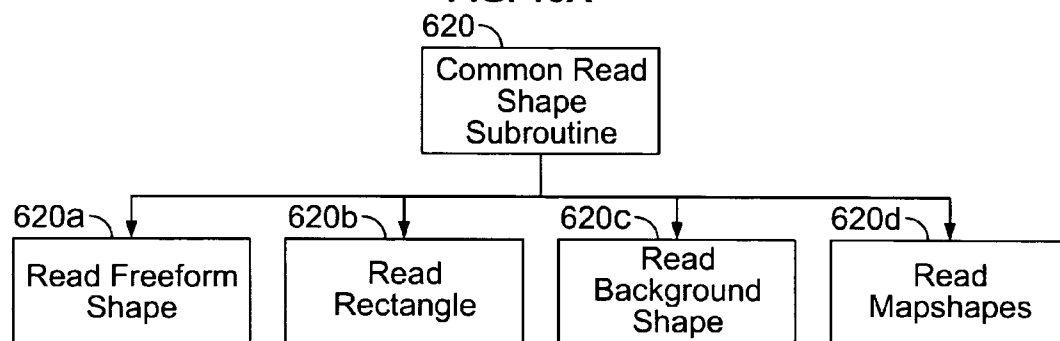 620
Common Read
Shape
Subroutine
620a
Read Freeform
Shape
620b
Read
Rectangle
620c
Read
Background
Shape
620d
Read
Mapshapes